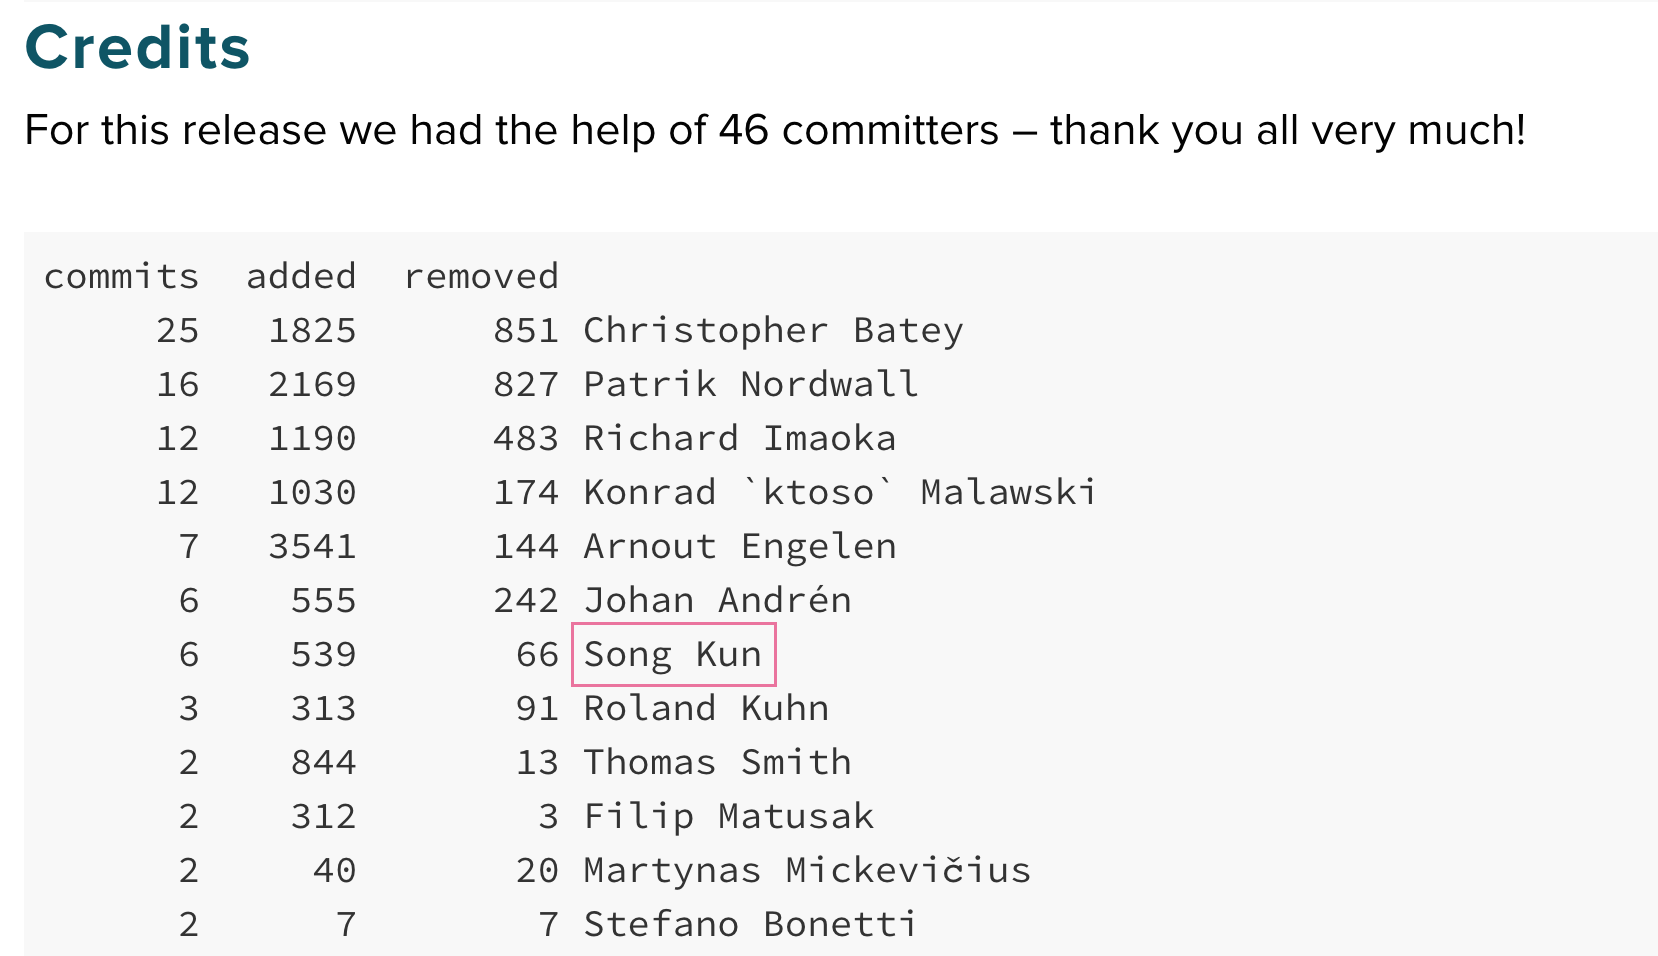 Credits
For this release we had the help of 46 committers – thank you all very much!
commits added removed
25 1825 851 Christopher Batey
16 2169 827 Patrik Nordwall
12 1190 483 Richard Imaoka
12 1030 174 Konrad `ktoso` Malawski
7 3541 144 Arnout Engelen
6 555 242 Johan Andrén
6 539 66 Song Kun
3 313 91 Roland Kuhn
2 844 13 Thomas Smith
2 312 3 Filip Matusak
2 40 20 Martynas Mickevičius
2 7 7 Stefano Bonetti